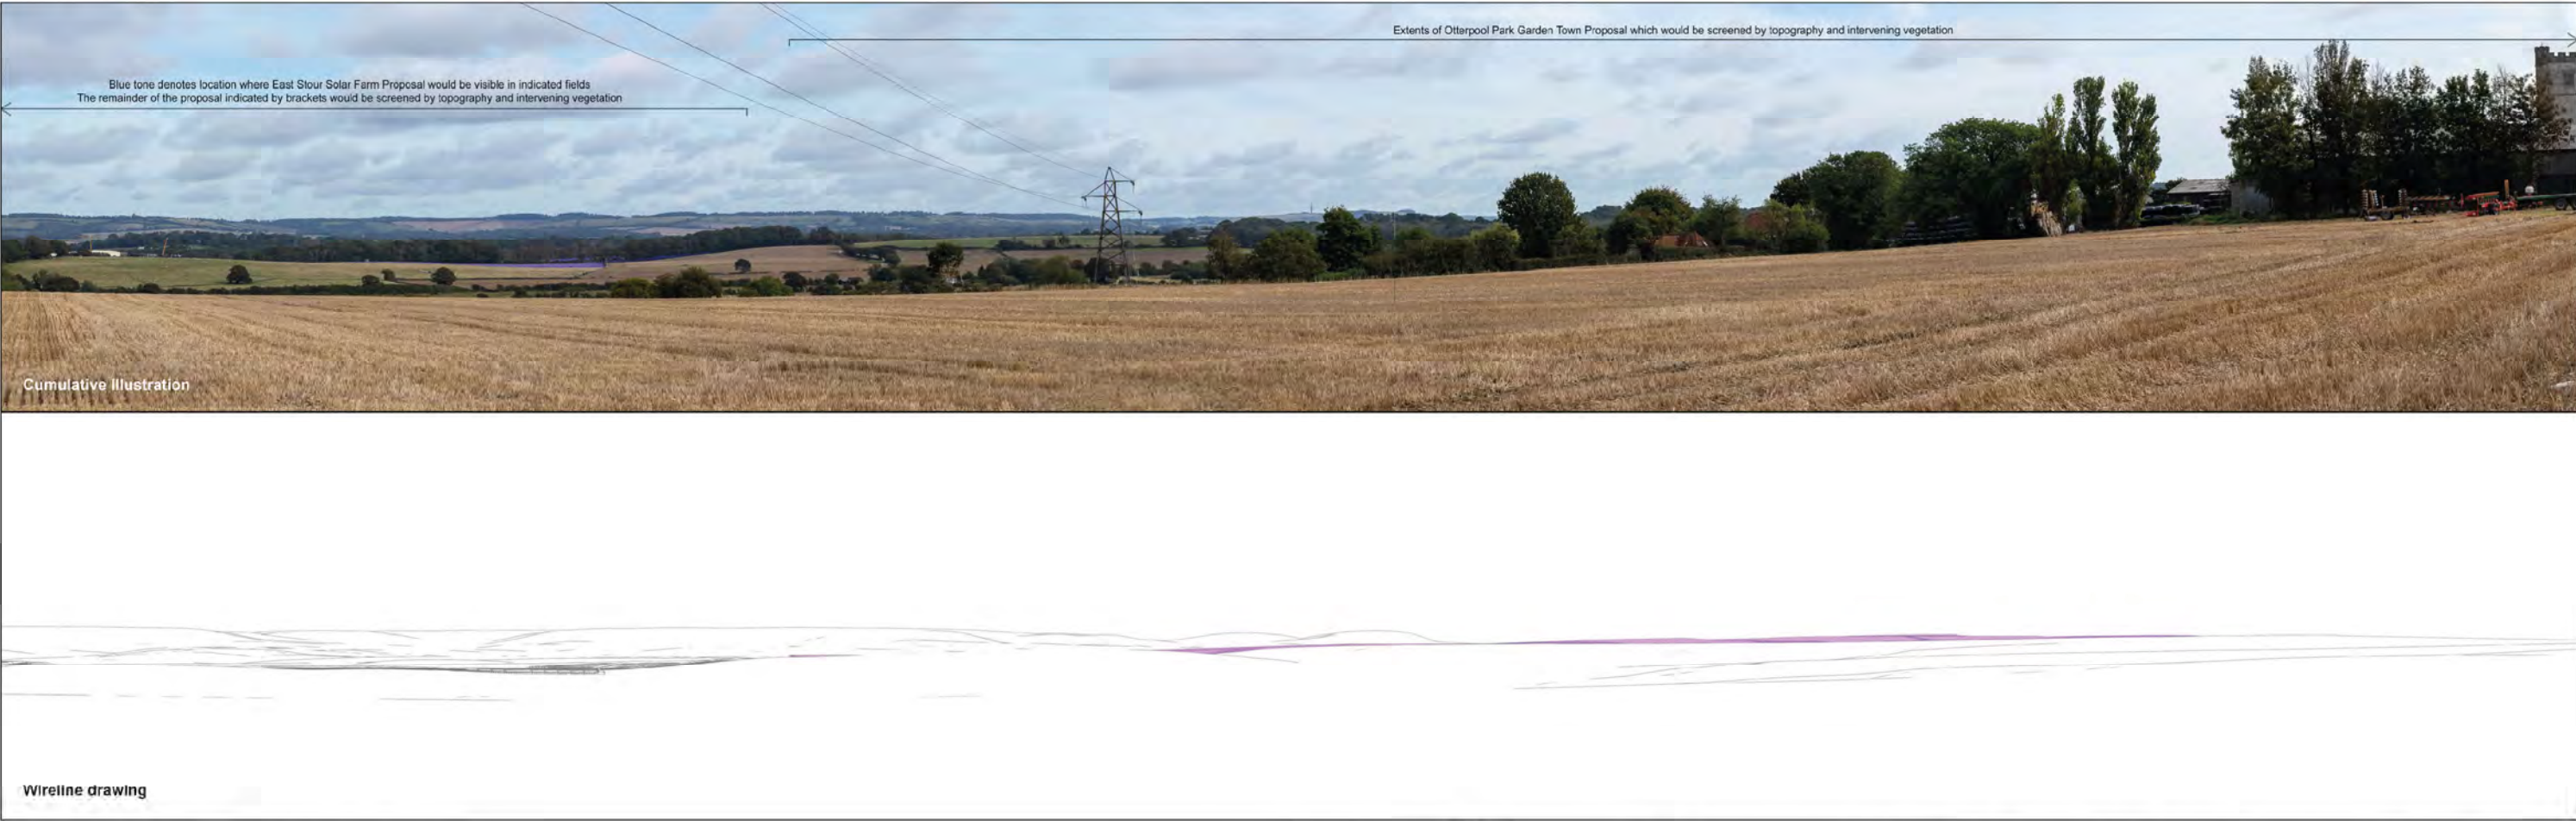 Extents of Otterpool Park Garden Town Proposal which would be screened by topography and intervening vegetation
Blue tone denotes location where East Stour Solar Farm Proposal would be visible in indicated fields
The remainder of the proposal indicated by brackets would be screened by topography and intervening vegetation
Cumulative Illustration
Wireline drawing